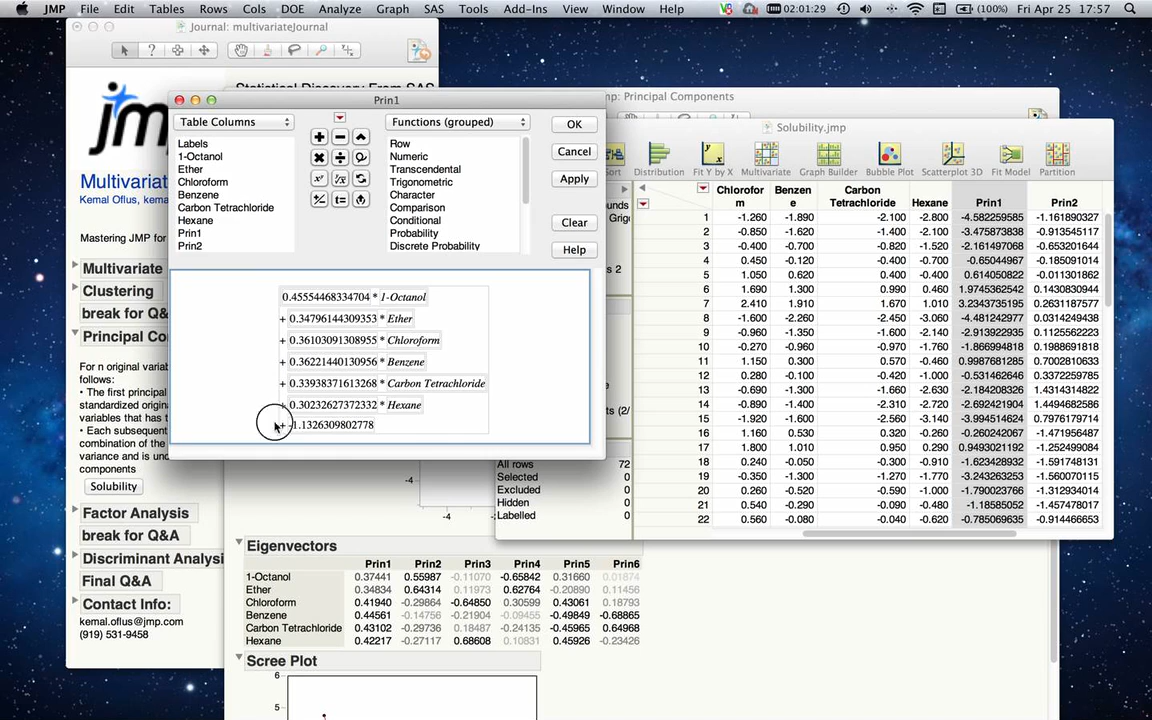 JMP File Edit Tables Rows Cols DOE Analyze Graph SAS Tools Add-Ins View Window Help 02:01:29 (100%) Fri Apr 25 17:57
Journal: multivariateJournal
Statistical Discovery From SAS
jm
Multivariat
Kemal Oflus, kema
Mastering JMP for
Multivariate
Clustering
break for Q&
Principal Co
For n original variab
follows:
• The first principal
standardized origin
variables that has t
• Each subsequent
combination of the
variance and is un
components
Solubility
Factor Analysis
break for Q&A
Discriminant Analysi
Final Q&A
Contact Info:
kemal.oflus@jmp.com
(919) 531-9458
Prin1
Table Columns
Functions (grouped)
OK
Cancel
Apply
Clear
Help
Labels
1-Octanol
Ether
Chloroform
Benzene
Carbon Tetrachloride
Hexane
Prin1
Prin2
Row
Numeric
Transcendental
Trigonometric
Character
Comparison
Conditional
Probability
Discrete Probability
0.45554468334704 * 1-Octanol
+ 0.34796144309353 * Ether
+ 0.36103091308955 * Chloroform
+ 0.36221440130956 * Benzene
+ 0.33938371613268 * Carbon Tetrachloride
+ 0.30232627372332 * Hexane
+ -1.1326309802778
mp: Principal Components
Solubility.jmp
Sort Distribution Fit Y by X Multivariate Graph Builder Bubble Plot Scatterplot 3D Fit Model Partition
ounds
Grig
s 2
ts (2/
All rows 72
Selected 0
Excluded 0
Hidden 0
Labelled 0
Chlorofor m Benzen e Carbon Tetrachloride Hexane Prin1 Prin2
1 -1.260 -1.890 -2.100 -2.800 -4.582259585 -1.161890327
2 -0.850 -1.620 -1.400 -2.100 -3.475873838 -0.913545117
3 -0.400 -0.700 -0.820 -1.520 -2.161497068 -0.653201644
4 0.450 -0.120 -0.400 -0.700 -0.65044967 -0.185091014
5 1.050 0.620 -0.400 -0.400 0.614050822 -0.011301862
6 1.690 1.300 0.990 0.460 1.9745362542 0.1430830944
7 2.410 1.910 1.670 1.010 3.2343735195 0.2631187577
8 -1.600 -2.260 -2.450 -3.060 -4.481242977 -0.038311139
9 -0.960 -1.350 -1.600 -2.140 -2.913922935 0.1125562223
10 -0.270 -0.960 -0.970 -1.760 -1.866994818 0.1988691818
11 1.150 0.300 0.570 -0.460 0.9987681285 0.7002810633
12 0.280 -0.100 -0.420 -1.000 -0.531462646 0.3372259785
13 -0.690 -1.300 -1.660 -2.630 -2.184208326 1.4314314822
14 -0.890 -1.400 -2.310 -2.720 -2.692421904 1.4494682586
15 -1.920 -1.600 -2.560 -3.140 -3.994514624 0.7976179714
16 1.160 0.530 0.320 -0.260 -0.260242067 -1.471956487
17 1.800 1.010 0.950 0.290 0.9493021192 -1.252499084
18 0.240 -0.050 -0.300 -0.910 -1.623428932 -1.591748131
19 -0.350 -1.300 -1.270 -1.770 -3.243263253 -1.560070115
20 0.260 -0.520 -0.590 -1.000 -1.790023766 -1.312934014
21 0.540 -0.290 -0.090 -0.480 -1.18585052 -1.457478017
22 0.560 -0.080 -0.040 -0.620 -0.785069635 -0.914466653
-4
-4
Eigenvectors
Prin1 Prin2 Prin3 Prin4 Prin5 Prin6
1-Octanol 0.37441 0.55987 -0.11070 -0.65842 0.31660 0.01874
Ether 0.34834 0.64314 0.11973 0.62764 -0.20890 0.11456
Chloroform 0.41940 -0.29864 -0.64850 0.30599 0.43061 0.18793
Benzene 0.44561 -0.14756 -0.21904 -0.09455 -0.49849 -0.68865
Carbon Tetrachloride 0.43102 -0.29736 0.18487 -0.24135 -0.45965 0.64968
Hexane 0.42217 -0.27117 0.68608 0.10831 0.45926 -0.23426
Scree Plot
6
5